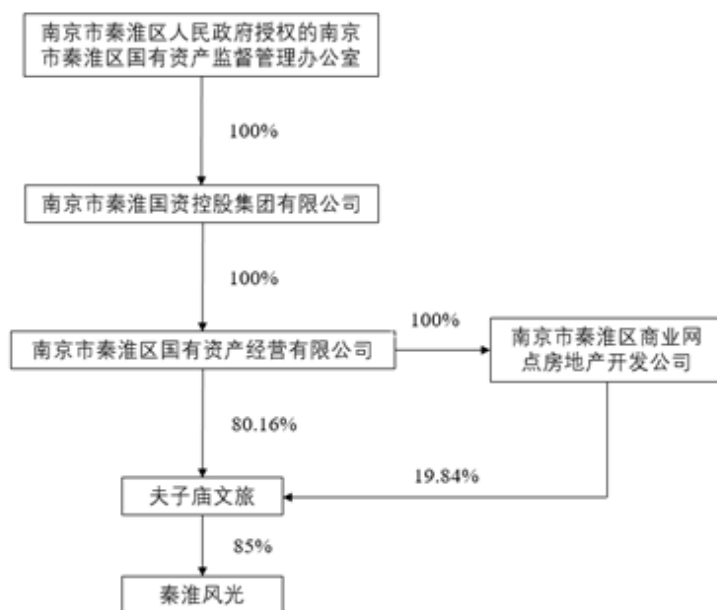 南京市秦淮区人民政府授权的南京
市秦淮区国有资产监督管理办公室
100%
南京市秦淮国资控股集团有限公司
100%
南京市秦淮区国有资产经营有限公司
100%
南京市秦淮区商业网
点房地产开发公司
80.16%
19.84%
夫子庙文旅
85%
秦淮风光